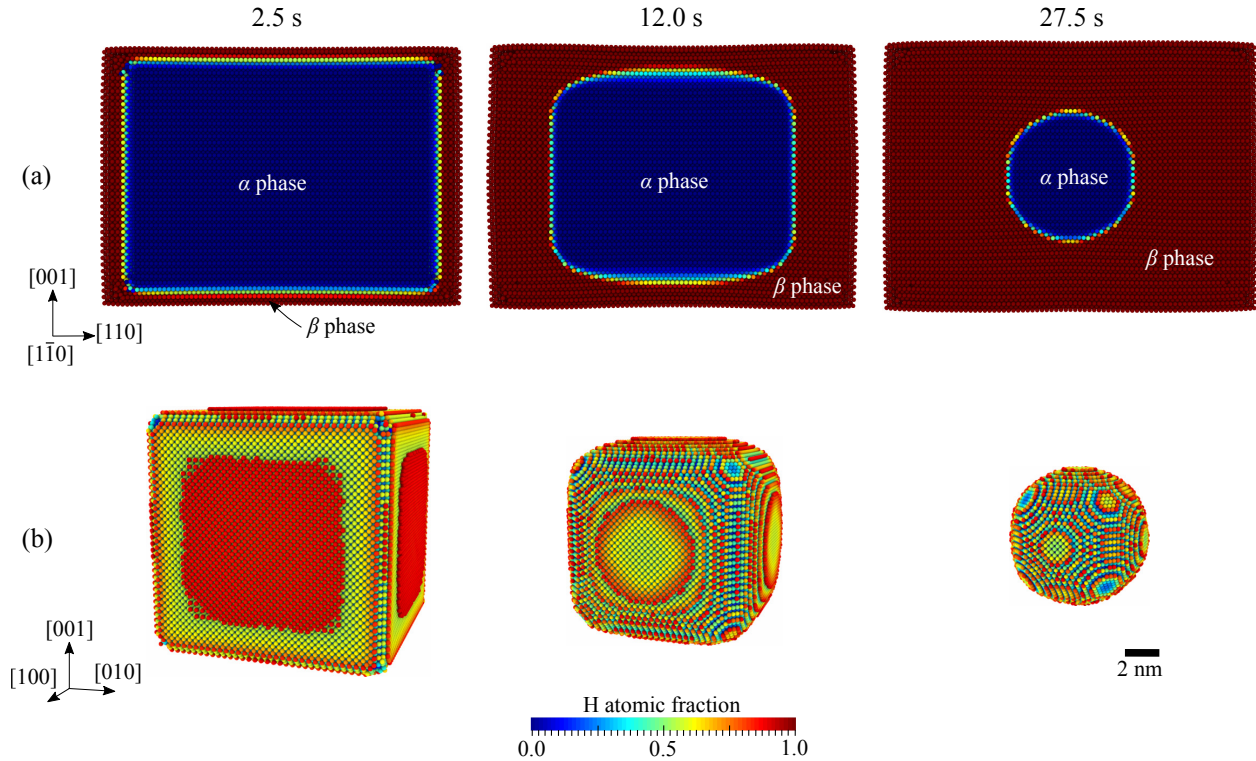 2.5 s 12.0 s 27.5 s
(a)
α phase α phase α phase
β phase
β phase
β phase
[001]
[110]
[11̅0]
(b)
[001]
[100] [010]
2 nm
H atomic fraction
0.0 0.5 1.0